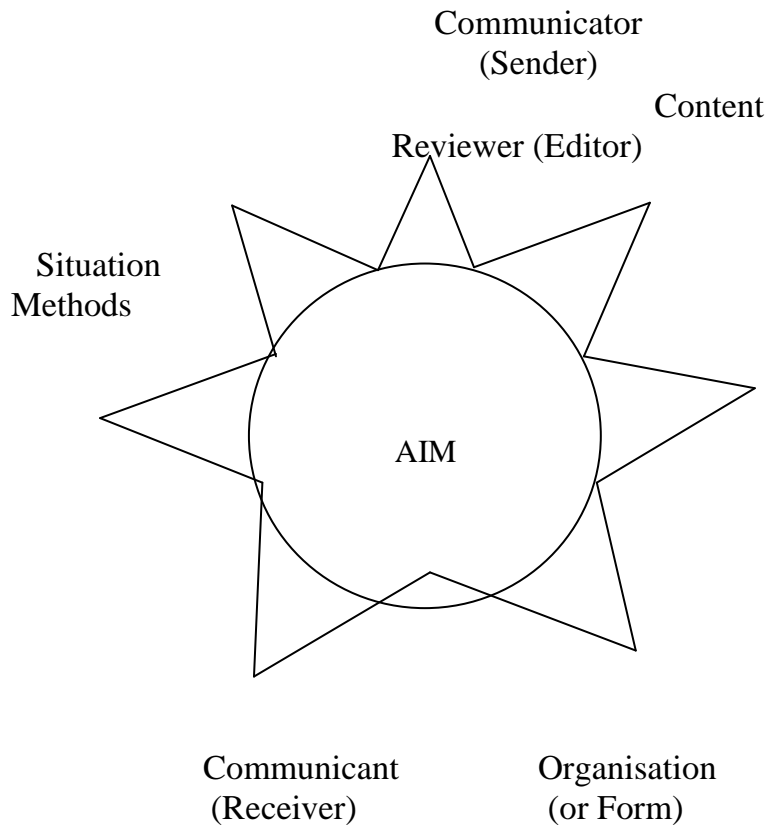 Communicator
(Sender)
Content
Reviewer (Editor)
Situation
Methods
AIM
Communicant
(Receiver)
Organisation
(or Form)